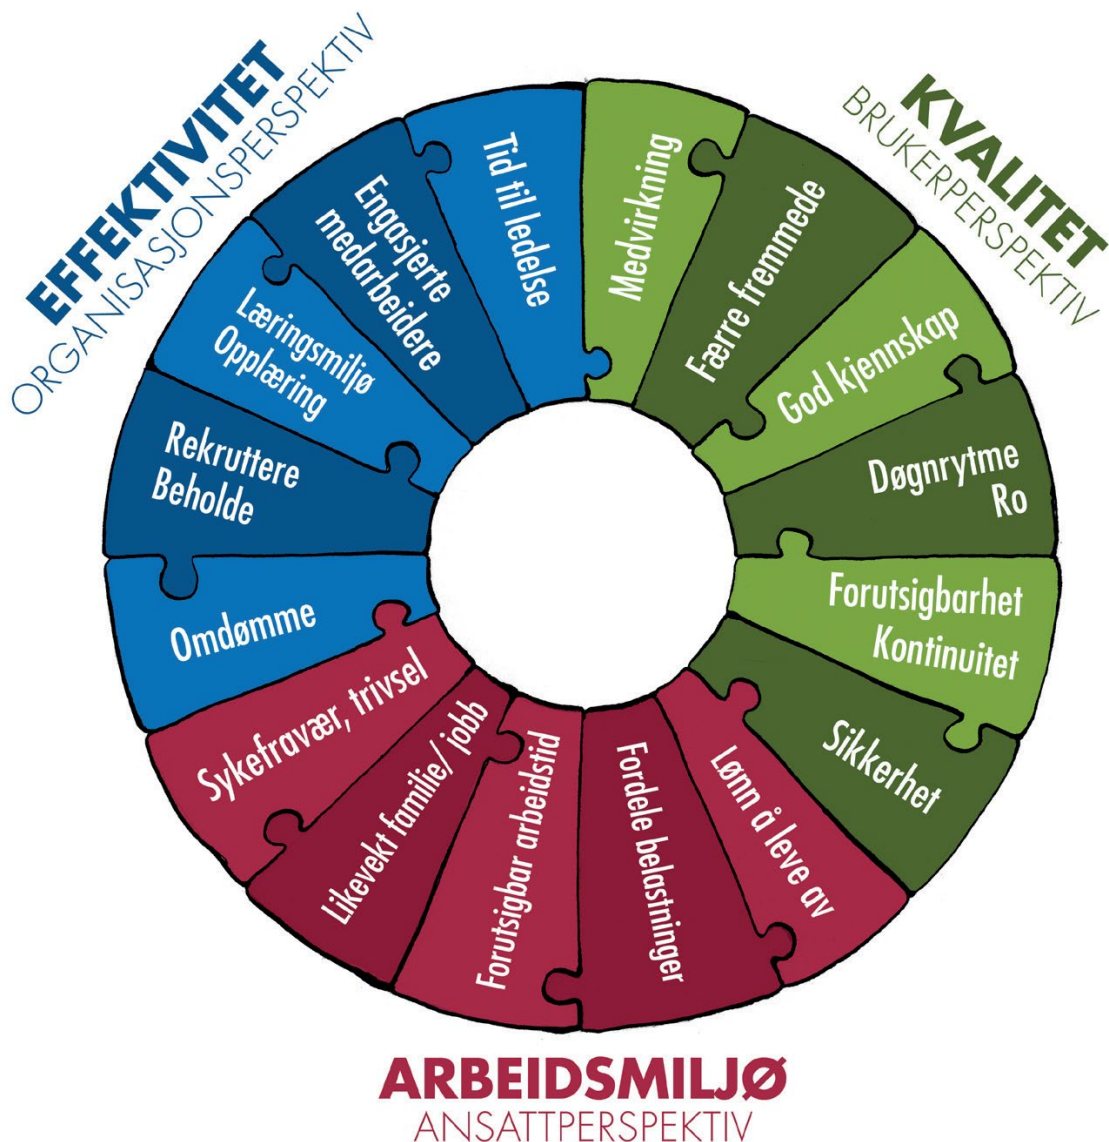 EFFEKTIVITET
ORGANISASJONSPERSPEKTIV
KVALITET
BRUKERPERSPEKTIV
Medvirkning
Færre fremmede
God kjennskap
Døgnrytme
Ro
Forutsigbarhet
Kontinuitet
Sikkerhet
Lønn å leve av
Fordele belastninger
Forutsigbar arbeidstid
Likevekt familie/ jobb
Sykefravær, trivsel
Omdømme
Rekruttere
Beholde
Læringsmiljø
Opplæring
Engasjerte
medarbeidere
Tid til ledelse
ARBEIDSMILJØ
ANSATTPERSPEKTIV